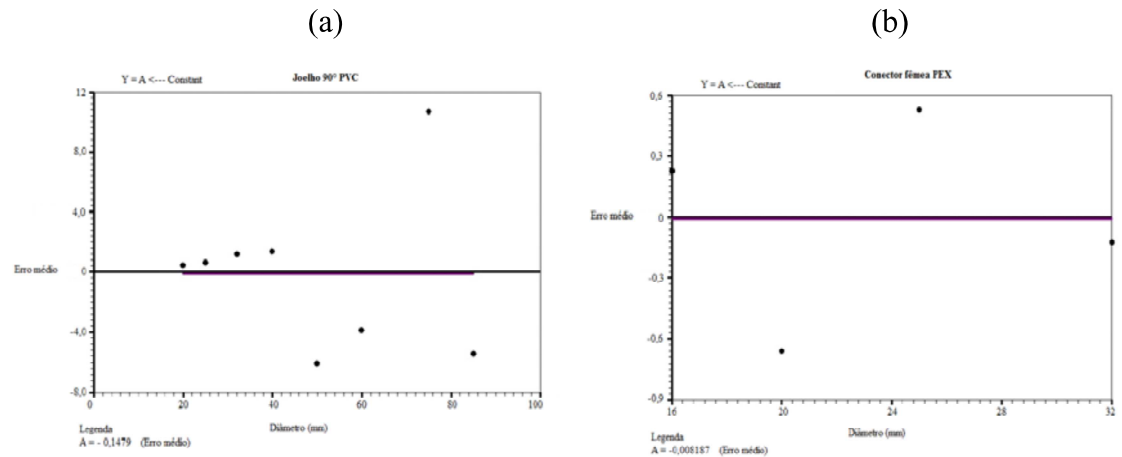 (a)
Y = A <--- Constant
Joelho 90° PVC
12
8,0
4,0
0
-4,0
-8,0
Erro médio
0
20
40
60
80
100
Diâmetro (mm)
Legenda
A = - 0,1479 (Erro médio)
(b)
Y = A <--- Constant
Conector fêmea PEX
0,6
0,3
0
-0,3
-0,6
-0,9
Erro médio
16
20
24
28
32
Diâmetro (mm)
Legenda
A = -0,008187 (Erro médio)